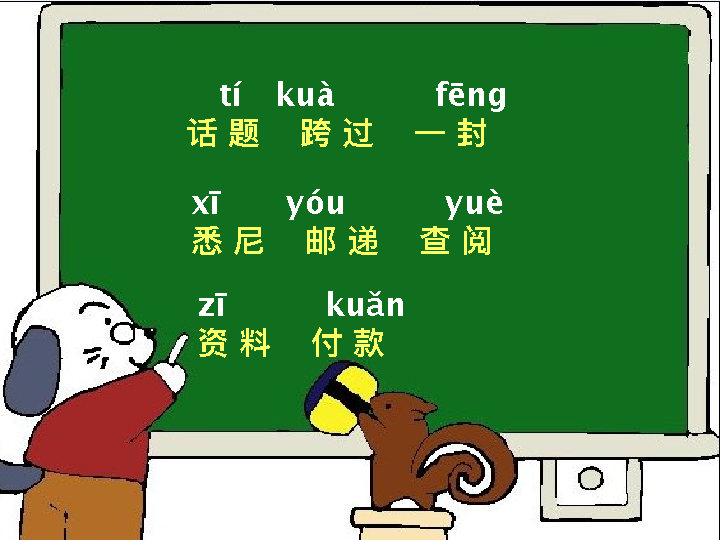 tí kuà fēng
话题 跨过 一封
xī yóu yuè
悉尼 邮递 查阅
zī kuǎn
资料 付款